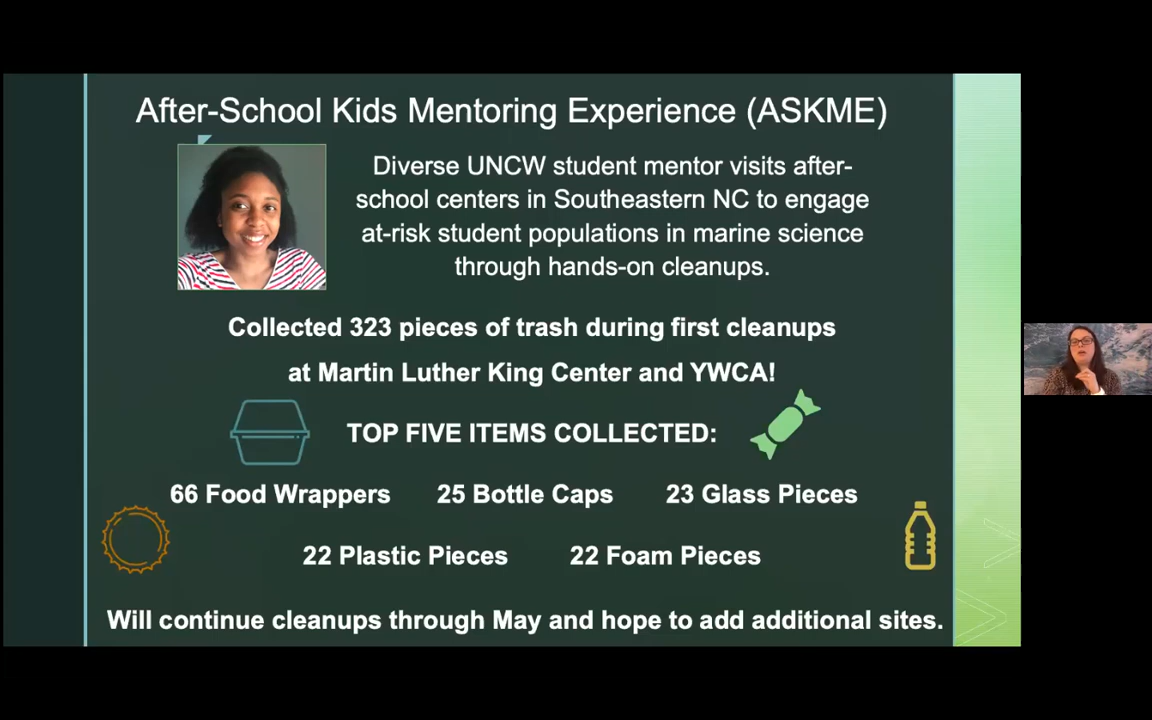 After-School Kids Mentoring Experience (ASKME)
Diverse UNCW student mentor visits after-
school centers in Southeastern NC to engage
at-risk student populations in marine science
through hands-on cleanups.
Collected 323 pieces of trash during first cleanups
at Martin Luther King Center and YWCA!
TOP FIVE ITEMS COLLECTED:
66 Food Wrappers 25 Bottle Caps 23 Glass Pieces
22 Plastic Pieces 22 Foam Pieces
Will continue cleanups through May and hope to add additional sites.